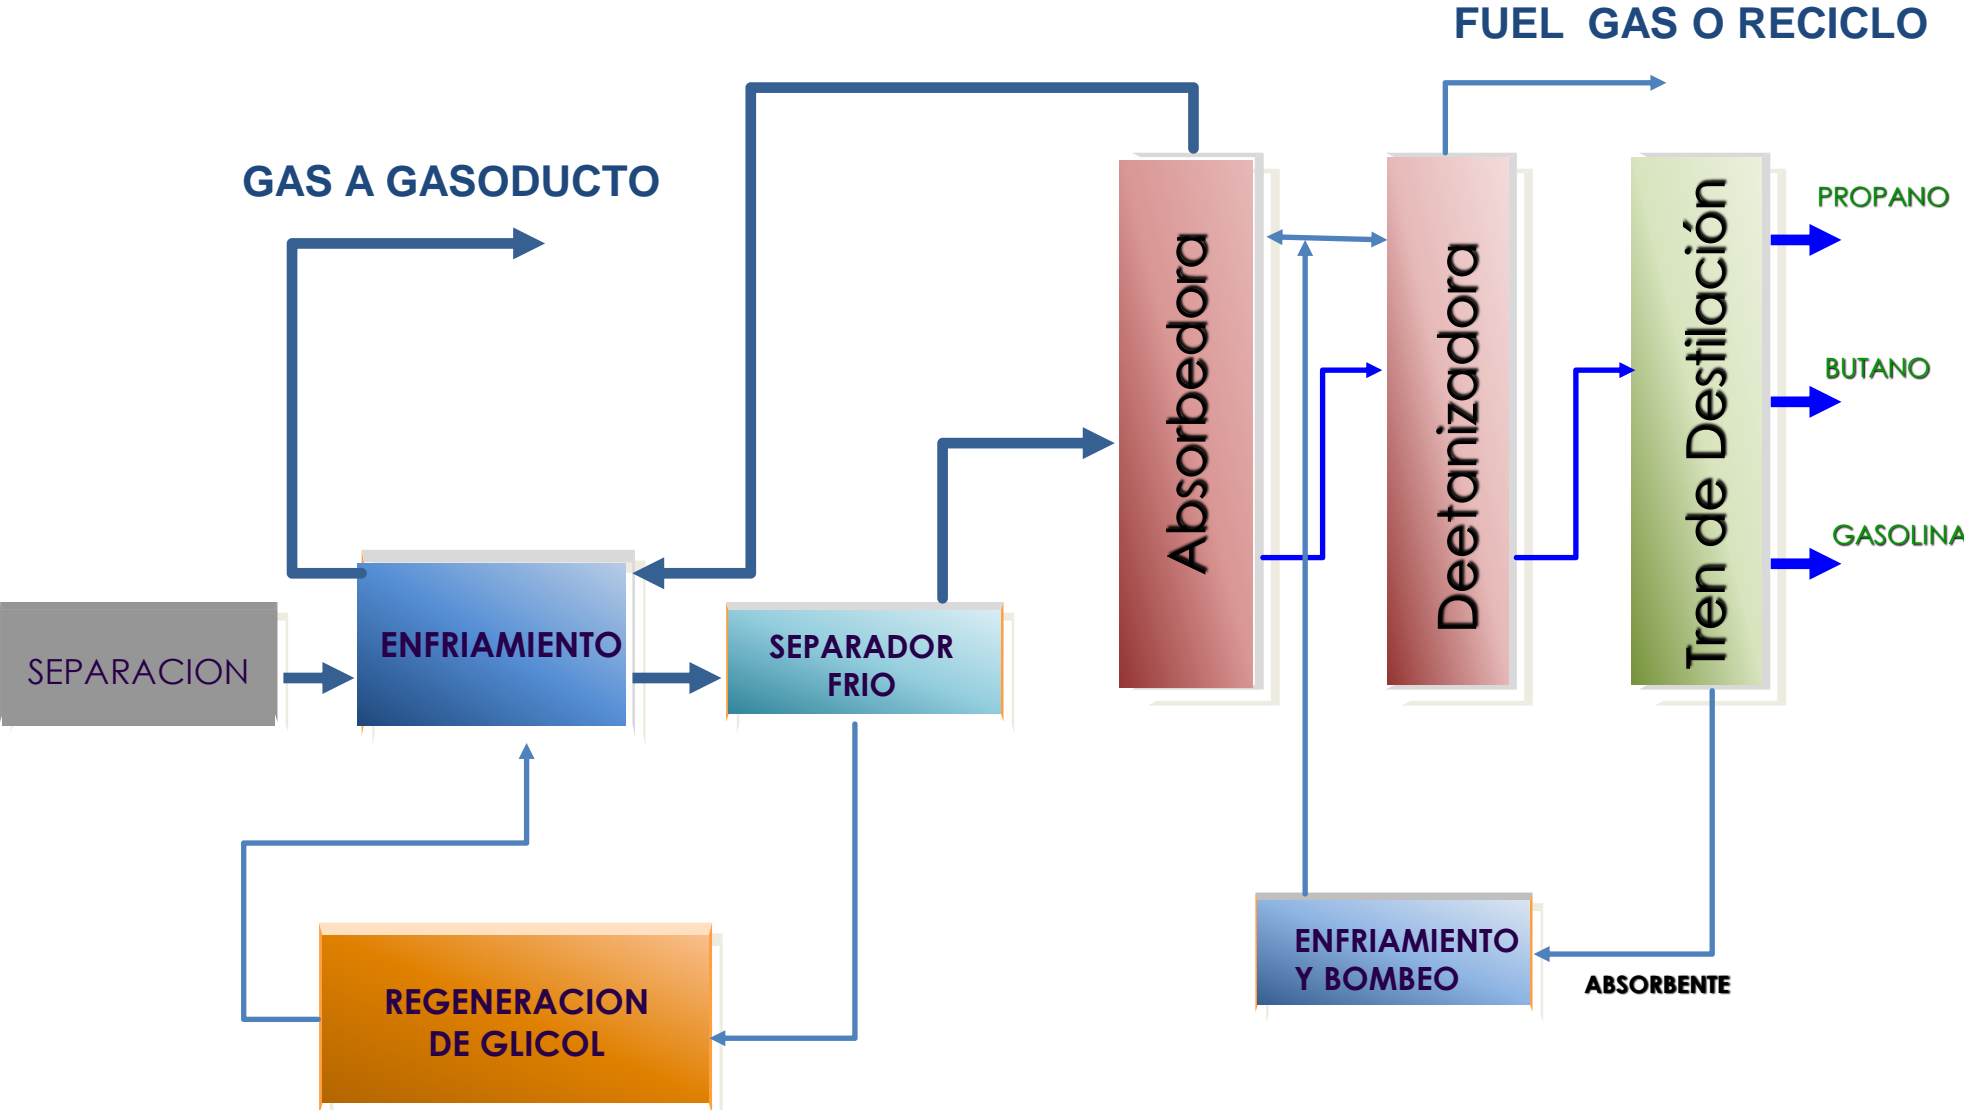 FUEL GAS O RECICLO
GAS A GASODUCTO
Absorbedora
Deetanizadora
Tren de Destilación
PROPANO
BUTANO
GASOLINA
SEPARACION
ENFRIAMIENTO
SEPARADOR
FRIO
REGENERACION
DE GLICOL
ENFRIAMIENTO
Y BOMBEO
ABSORBENTE